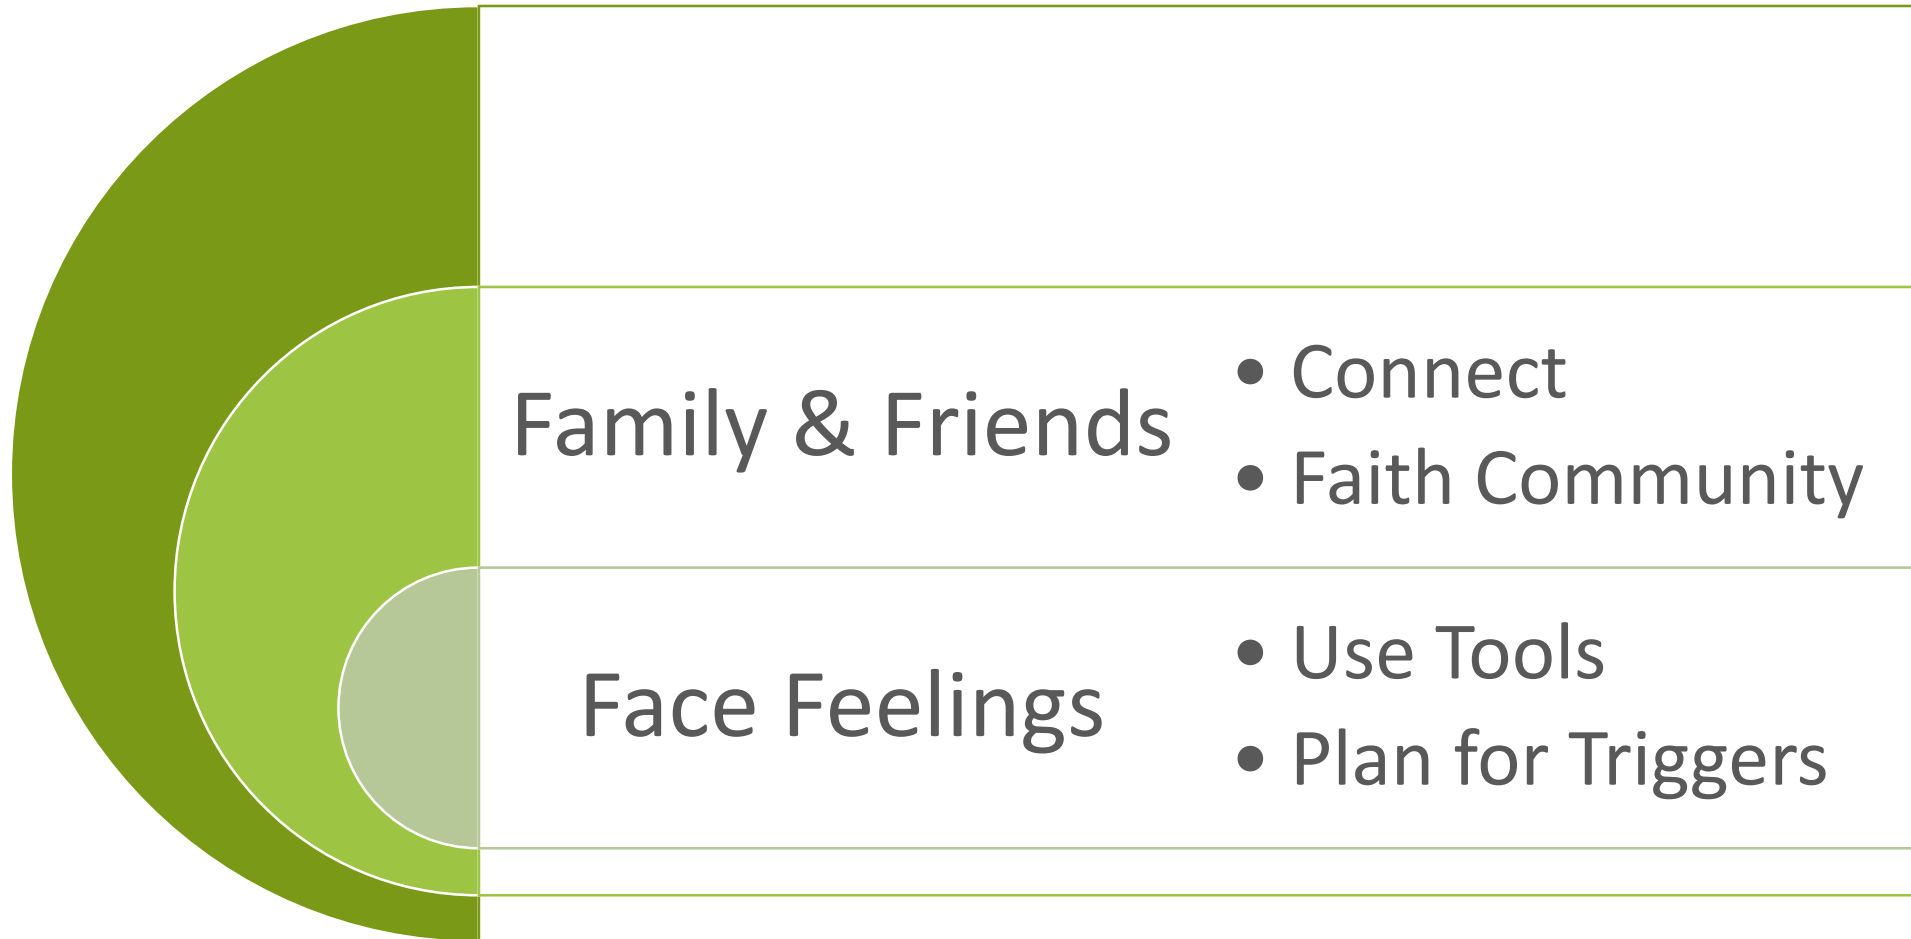 Family & Friends
• Connect
• Faith Community
Face Feelings
• Use Tools
• Plan for Triggers